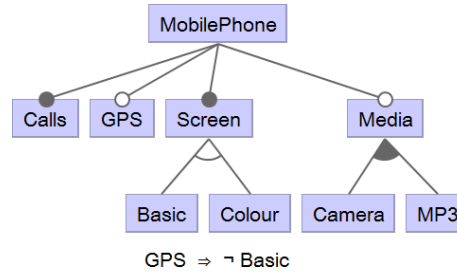 MobilePhone
Calls GPS Screen Media
Basic Colour Camera MP3
GPS ⇒ ¬ Basic